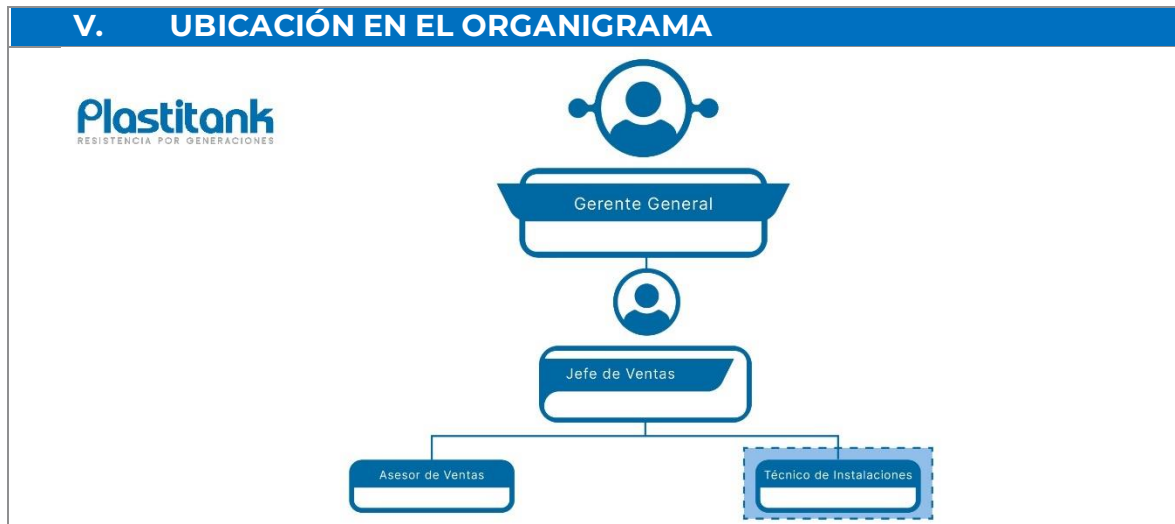 V. UBICACIÓN EN EL ORGANIGRAMA
Plastitank
RESISTENCIA POR GENERACIONES
Gerente General
Jefe de Ventas
Asesor de Ventas
Técnico de Instalaciones